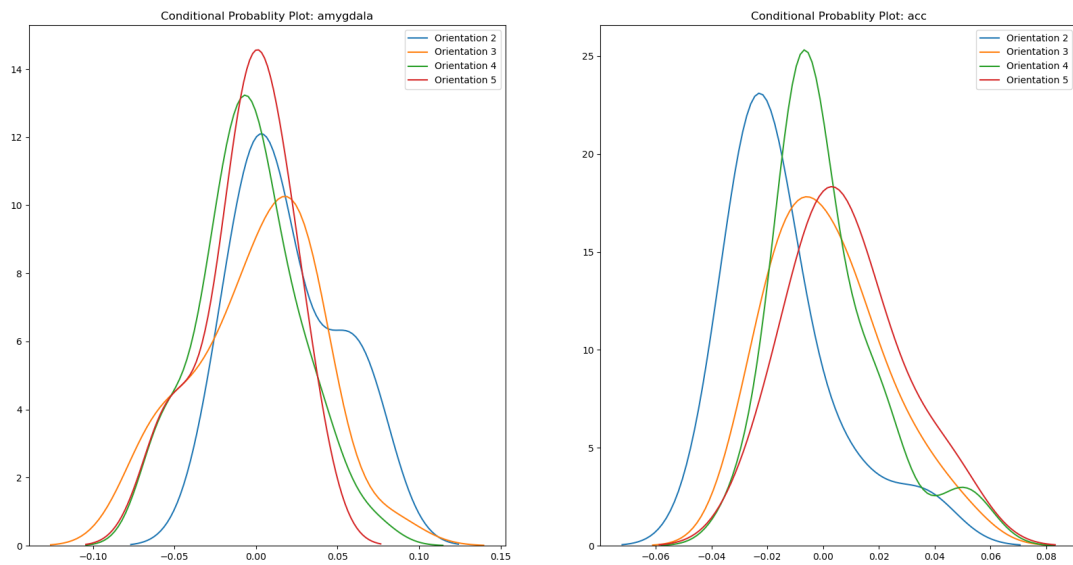 Conditional Probablity Plot: amygdala
Orientation 2
Orientation 3
Orientation 4
Orientation 5
14
12
10
8
6
4
2
0
−0.10
−0.05
0.00
0.05
0.10
0.15
Conditional Probablity Plot: acc
Orientation 2
Orientation 3
Orientation 4
Orientation 5
25
20
15
10
5
0
−0.06
−0.04
−0.02
0.00
0.02
0.04
0.06
0.08